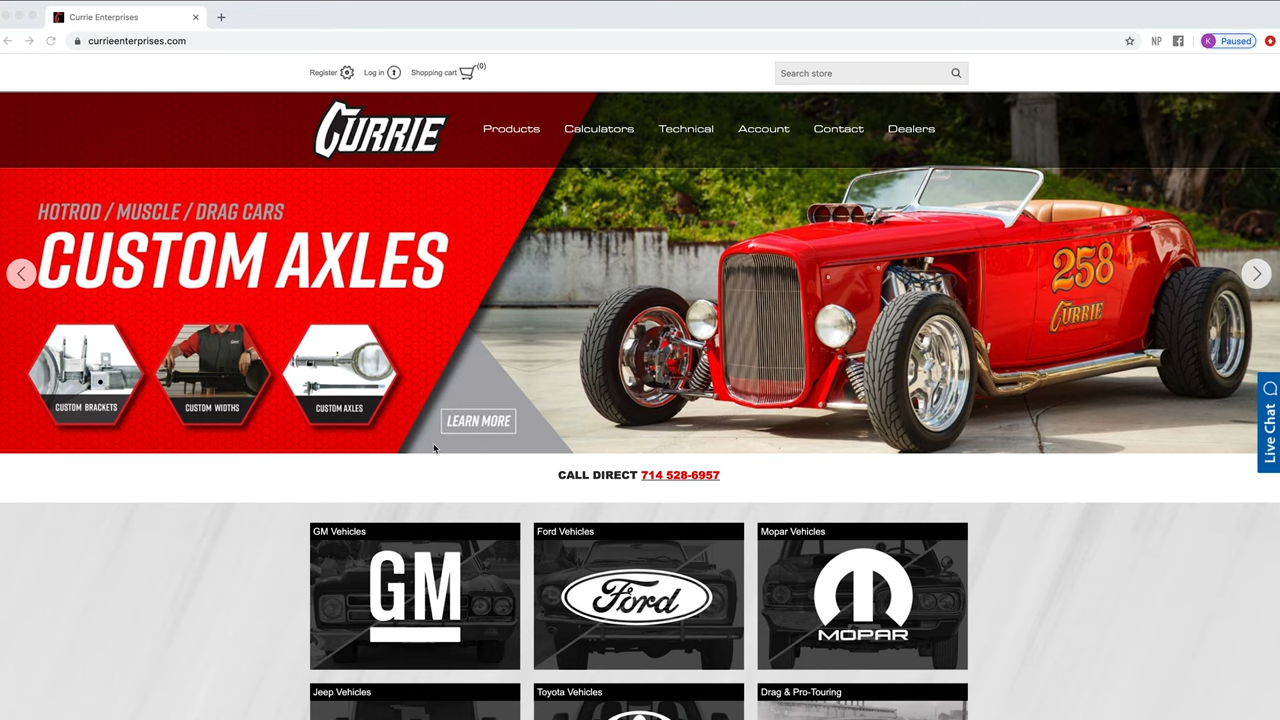 Currie Enterprises
currieenterprises.com
NP
K Paused
Register
Log in
Shopping cart
(0)
Search store
CURRIE
Products
Calculators
Technical
Account
Contact
Dealers
HOTROD / MUSCLE / DRAG CARS
CUSTOM AXLES
258
CURRIE
CUSTOM BRACKETS
CUSTOM WIDTHS
CUSTOM AXLES
LEARN MORE
Live Chat
CALL DIRECT 714 528-6957
GM Vehicles
Ford Vehicles
Mopar Vehicles
GM
Ford
MOPAR
Jeep Vehicles
Toyota Vehicles
Drag & Pro-Touring